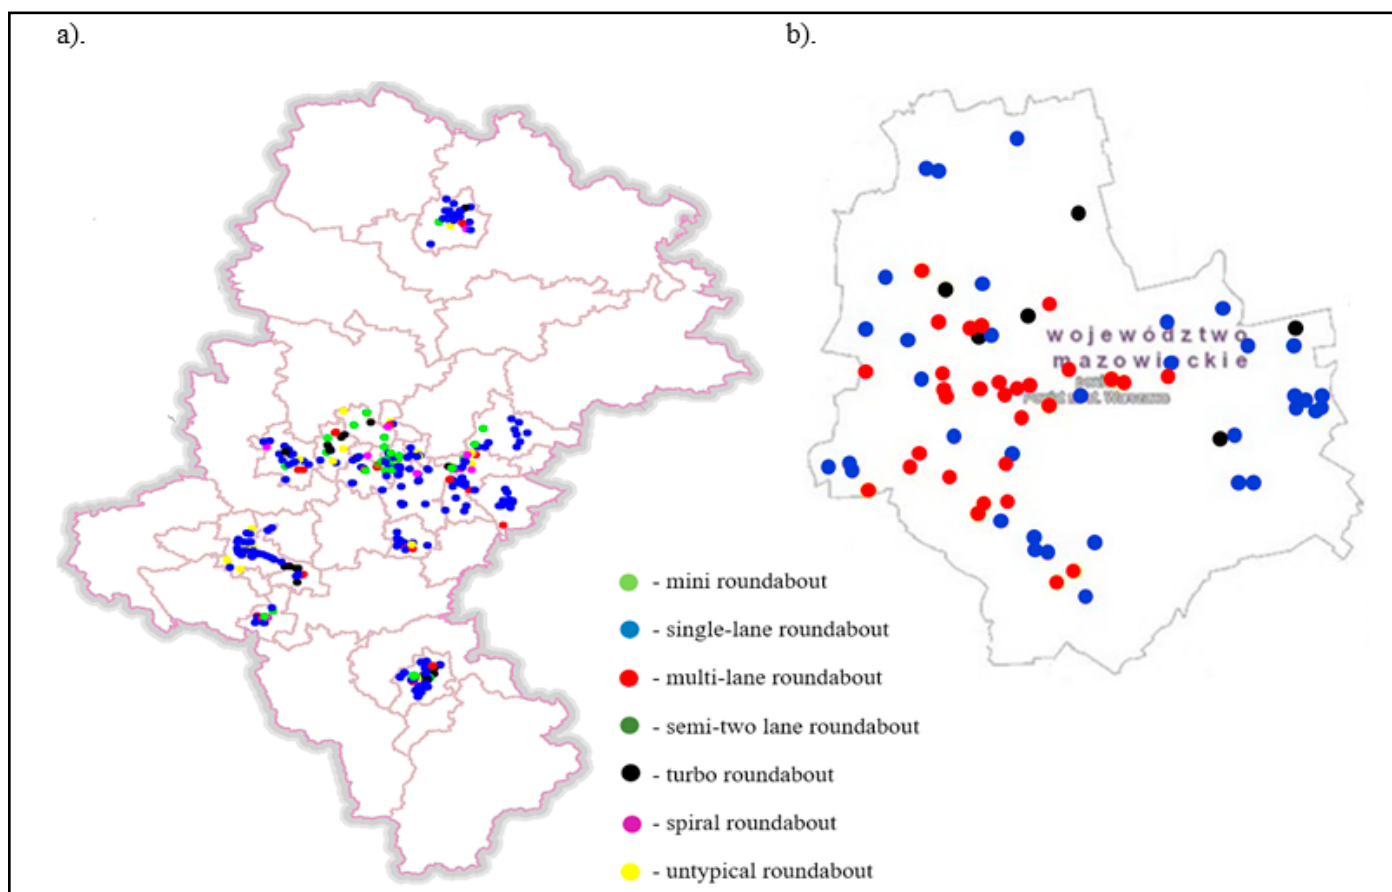 a).
b).
województwo
mazowieckie
- mini roundabout
- single-lane roundabout
- multi-lane roundabout
- semi-two lane roundabout
- turbo roundabout
- spiral roundabout
- untypical roundabout